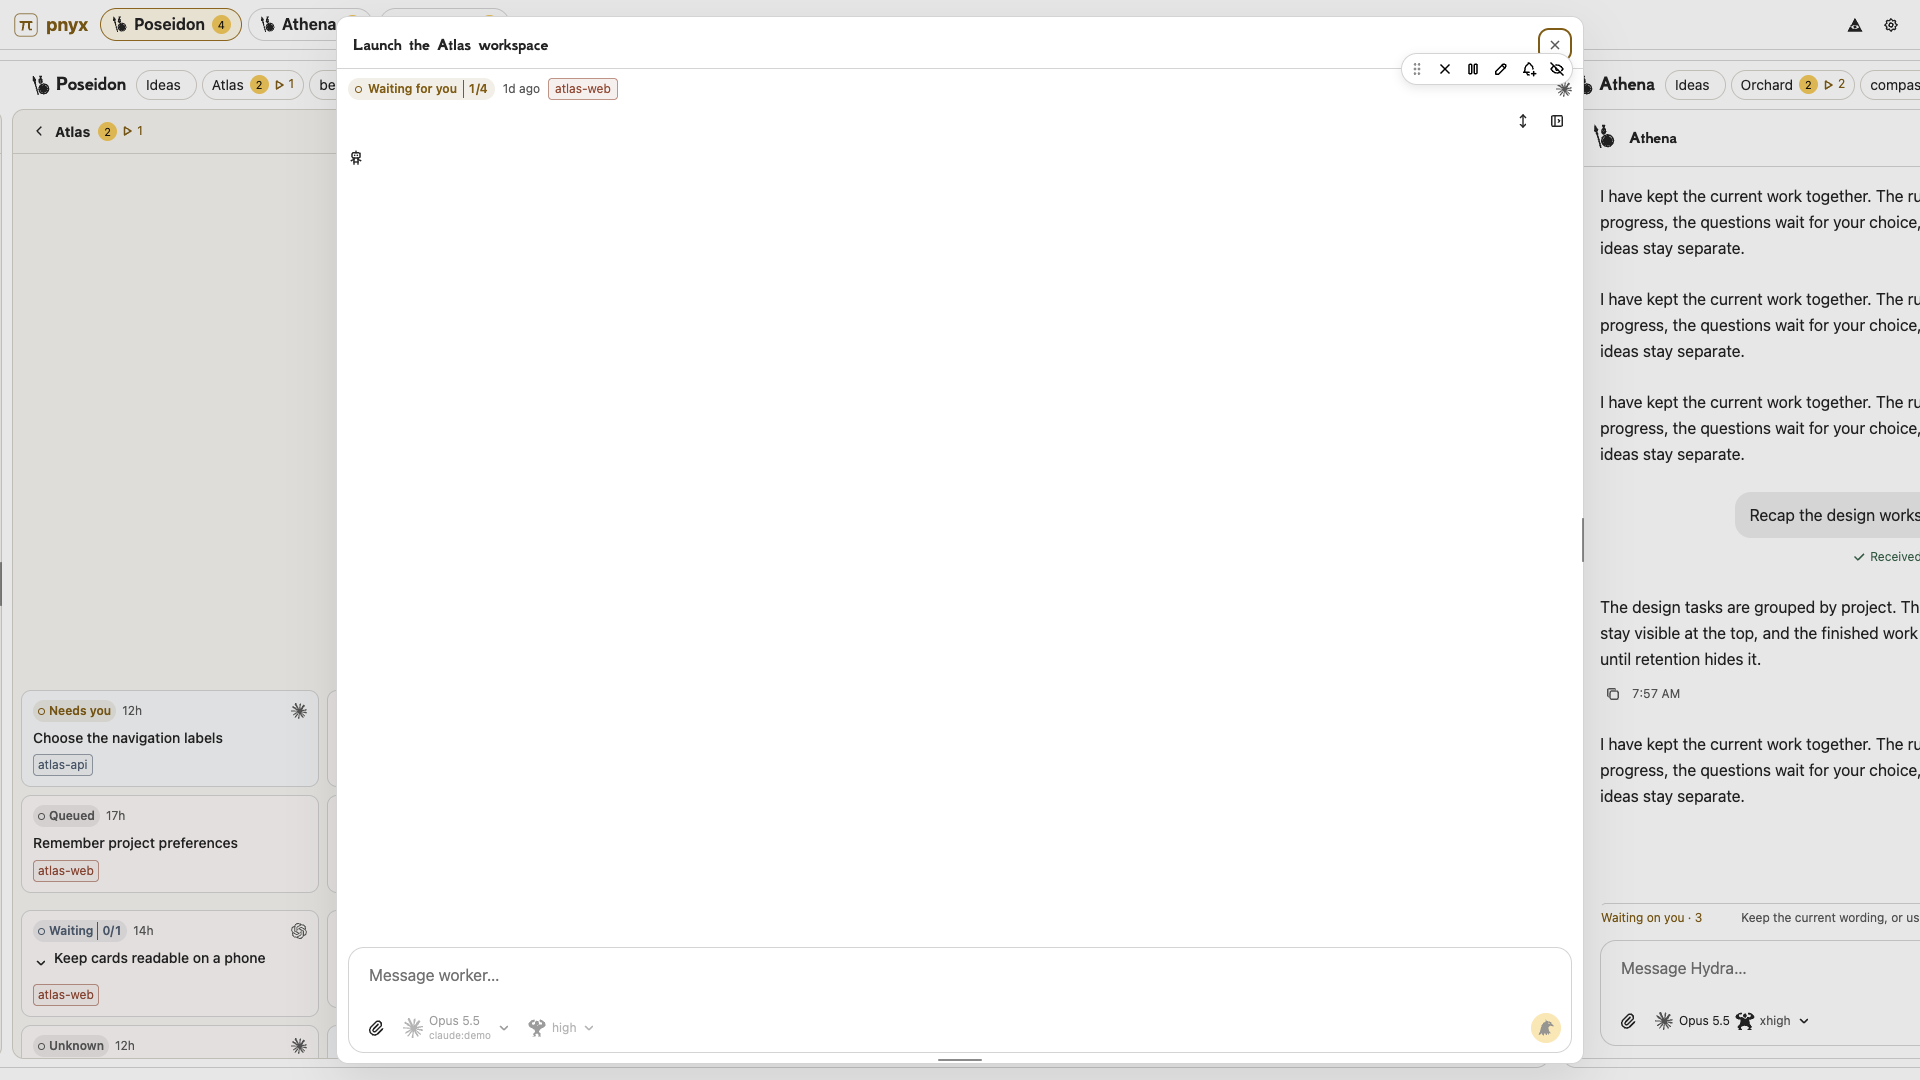 pnyx
Poseidon 4
Athena
Launch the Atlas workspace
Poseidon
Ideas
Atlas 2 1
be
Waiting for you 1/4 1d ago atlas-web
Athena
Ideas
Orchard 2 2
compas
Atlas 2 1
Athena
I have kept the current work together. The ru
progress, the questions wait for your choice,
ideas stay separate.
I have kept the current work together. The ru
progress, the questions wait for your choice,
ideas stay separate.
I have kept the current work together. The ru
progress, the questions wait for your choice,
ideas stay separate.
Recap the design works
Received
The design tasks are grouped by project. Th
stay visible at the top, and the finished work
until retention hides it.
7:57 AM
I have kept the current work together. The ru
progress, the questions wait for your choice,
ideas stay separate.
Needs you 12h
Choose the navigation labels
atlas-api
Queued 17h
Remember project preferences
atlas-web
Waiting 0/1 14h
Keep cards readable on a phone
atlas-web
Unknown 12h
Message worker...
Opus 5.5
claude:demo
high
Waiting on you · 3
Keep the current wording, or us
Message Hydra...
Opus 5.5
xhigh